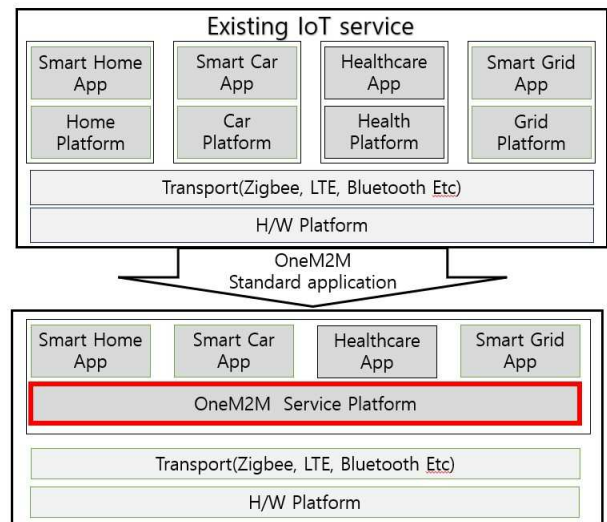 Existing IoT service
Smart Home
App
Smart Car
App
Healthcare
App
Smart Grid
App
Home
Platform
Car
Platform
Health
Platform
Grid
Platform
Transport(Zigbee, LTE, Bluetooth Etc)
H/W Platform
OneM2M
Standard application
Smart Home
App
Smart Car
App
Healthcare
App
Smart Grid
App
OneM2M Service Platform
Transport(Zigbee, LTE, Bluetooth Etc)
H/W Platform